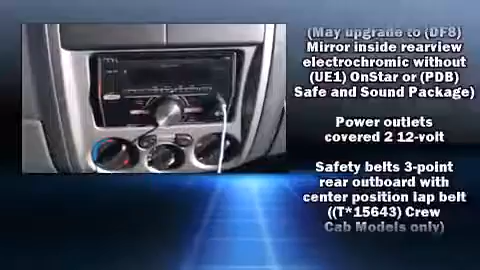 (May upgrade to (DF8)
Mirror inside rearview
electrochromic without
(UE1) OnStar or (PDB)
Safe and Sound Package)
Power outlets
covered 2 12-volt
Safety belts 3-point
rear outboard with
center position lap belt
((T*15643) Crew
Cab Models only)